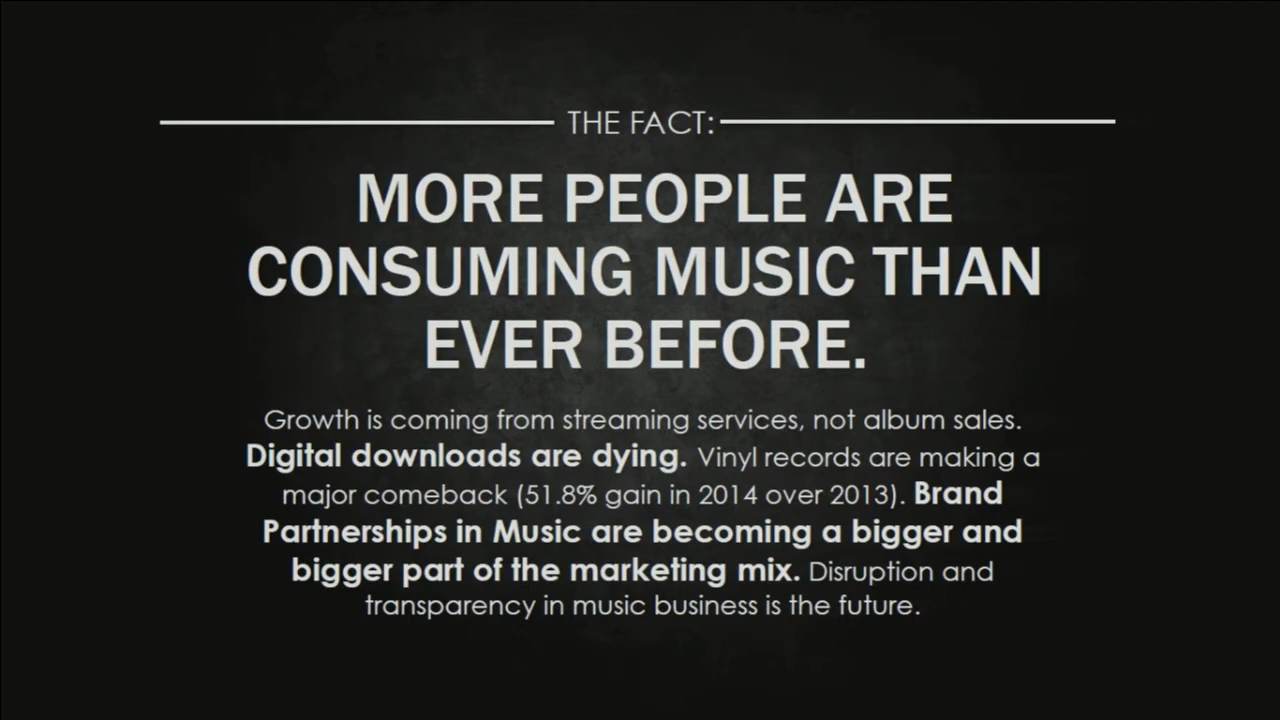 THE FACT:
MORE PEOPLE ARE
CONSUMING MUSIC THAN
EVER BEFORE.
Growth is coming from streaming services, not album sales.
Digital downloads are dying. Vinyl records are making a
major comeback (51.8% gain in 2014 over 2013). Brand
Partnerships in Music are becoming a bigger and
bigger part of the marketing mix. Disruption and
transparency in music business is the future.